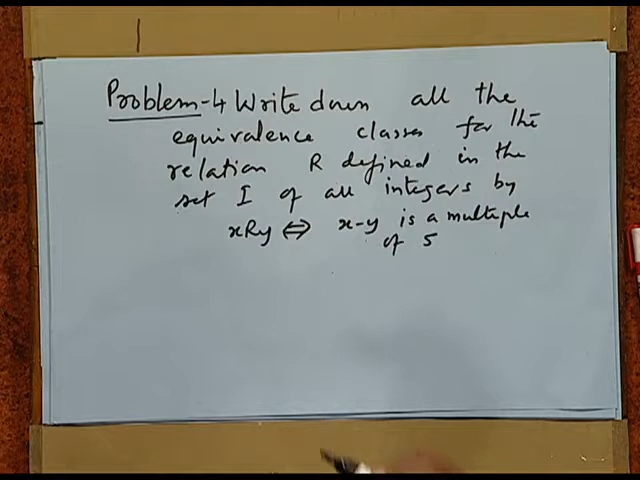 Problem-4 Write down all the
equivalence classes for the
relation R defined in the
set I of all integers by
xRy ⇔ x-y is a multiple
of 5